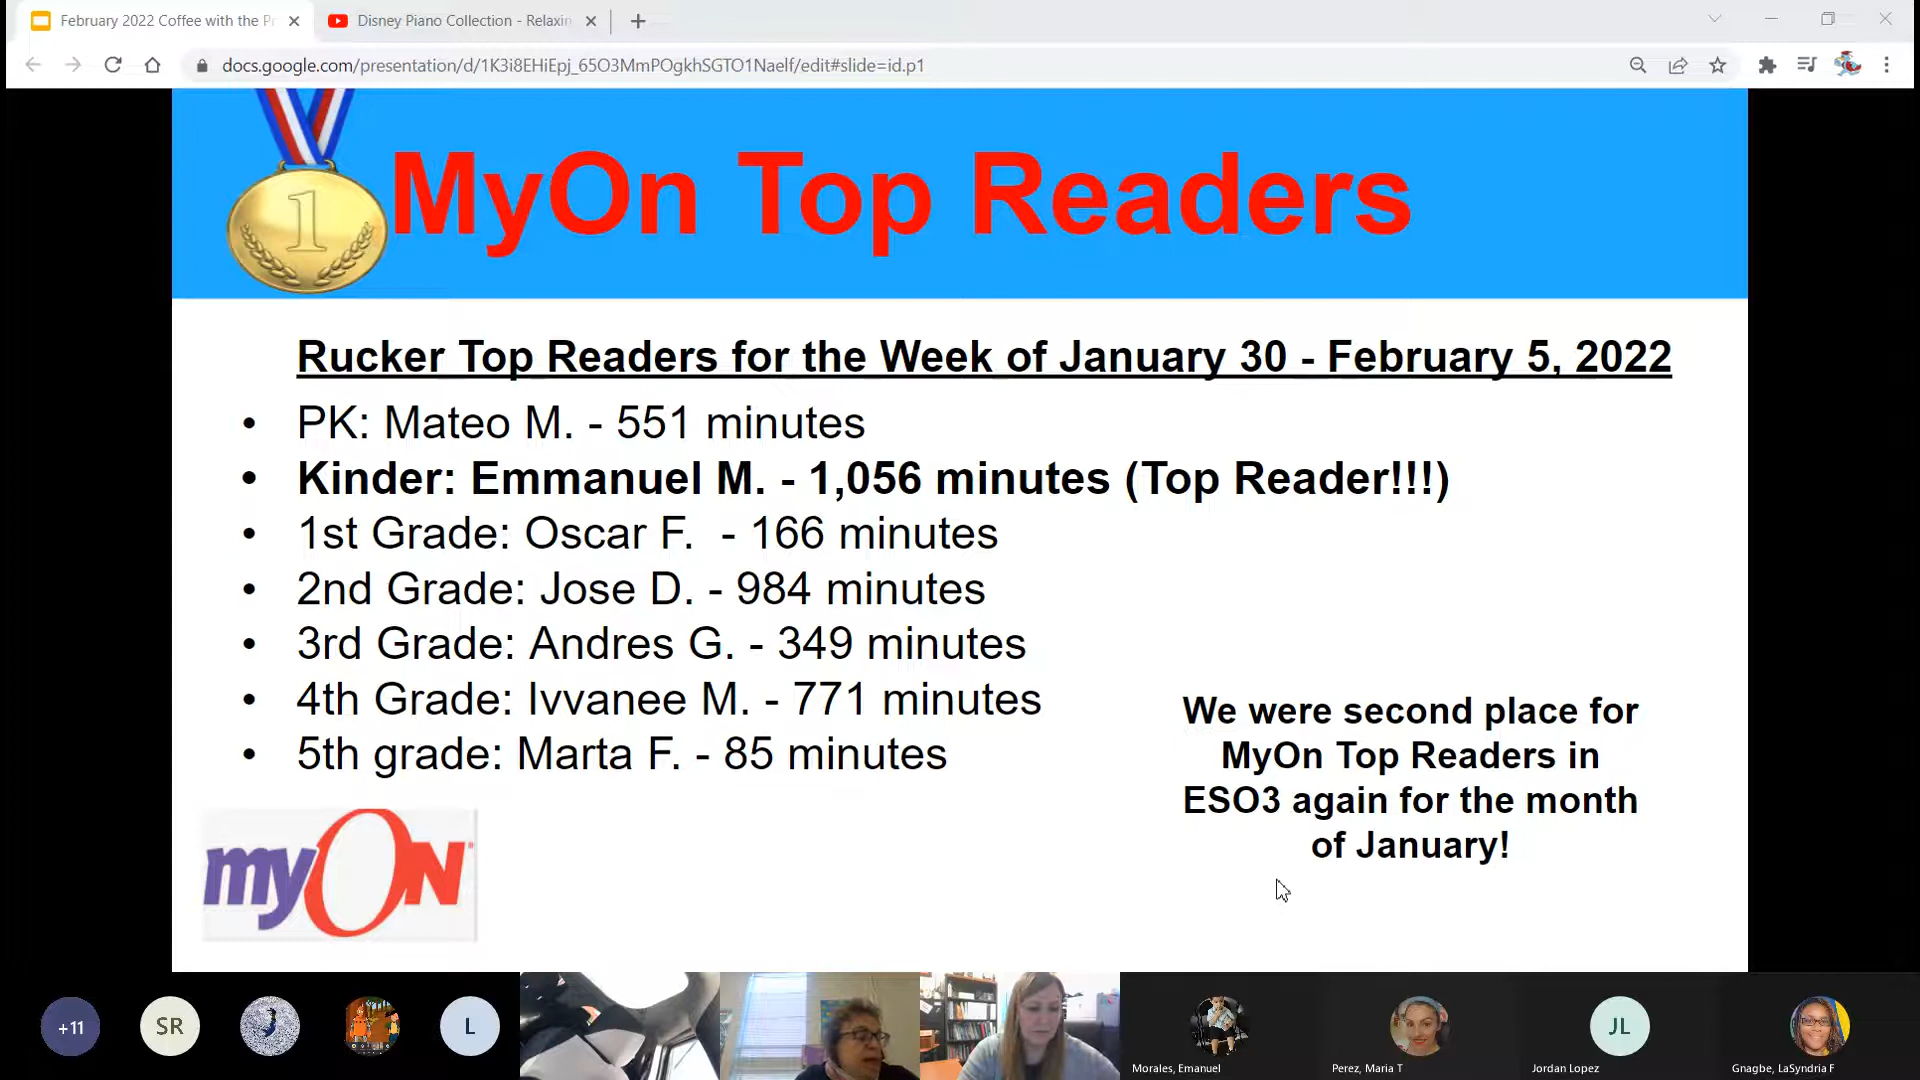 February 2022 Coffee with the Pr
Disney Piano Collection - Relaxin
docs.google.com/presentation/d/1K3i8EHiEpj_65O3MmPOgkhSGTO1Naelf/edit#slide=id.p1
1
MyOn Top Readers
Rucker Top Readers for the Week of January 30 - February 5, 2022
• PK: Mateo M. - 551 minutes
• Kinder: Emmanuel M. - 1,056 minutes (Top Reader!!!)
• 1st Grade: Oscar F. - 166 minutes
• 2nd Grade: Jose D. - 984 minutes
• 3rd Grade: Andres G. - 349 minutes
• 4th Grade: Ivvanee M. - 771 minutes
• 5th grade: Marta F. - 85 minutes
We were second place for
MyOn Top Readers in
ESO3 again for the month
of January!
myON
+11
SR
L
JL
Morales, Emanuel
Perez, Maria T
Jordan Lopez
Gnagbe, LaSyndria F